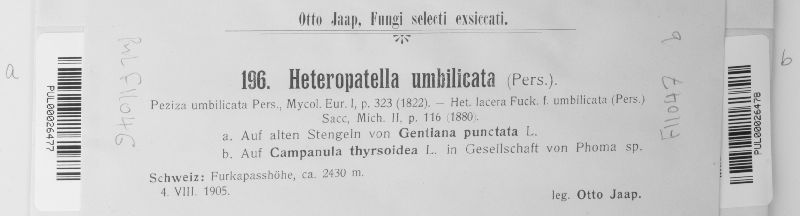 Otto Jaap, Fungi selecti exsiccati.
196. Heteropatella umbilicata (Pers.).
Peziza umbilicata Pers., Mycol. Eur. I, p. 323 (1822). — Het. lacera Fuck. f. umbilicata (Pers.)
Sacc, Mich. II. p. 116 (1880).
a. Auf alten Stengeln von Gentiana punctata L.
b. Auf Campanula thyrsoidea L. in Gesellschaft von Phoma sp.
Schweiz: Furkapasshöhe, ca. 2430 m.
4. VIII. 1905.
leg. Otto Jaap.
a
PUL00026477
PUL F11046
b
PUL00026478
F11047